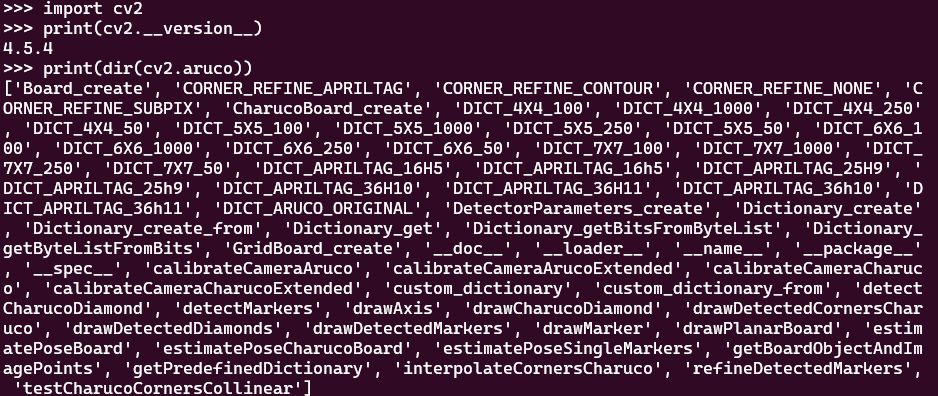 >>> import cv2
>>> print(cv2.__version__)
4.5.4
>>> print(dir(cv2.aruco))
['Board_create', 'CORNER_REFINE_APRILTAG', 'CORNER_REFINE_CONTOUR', 'CORNER_REFINE_NONE', 'C
ORNER_REFINE_SUBPIX', 'CharucoBoard_create', 'DICT_4X4_100', 'DICT_4X4_1000', 'DICT_4X4_250'
, 'DICT_4X4_50', 'DICT_5X5_100', 'DICT_5X5_1000', 'DICT_5X5_250', 'DICT_5X5_50', 'DICT_6X6_1
00', 'DICT_6X6_1000', 'DICT_6X6_250', 'DICT_6X6_50', 'DICT_7X7_100', 'DICT_7X7_1000', 'DICT_
7X7_250', 'DICT_7X7_50', 'DICT_APRILTAG_16H5', 'DICT_APRILTAG_16h5', 'DICT_APRILTAG_25H9', '
DICT_APRILTAG_25h9', 'DICT_APRILTAG_36H10', 'DICT_APRILTAG_36H11', 'DICT_APRILTAG_36h10', 'D
ICT_APRILTAG_36h11', 'DICT_ARUCO_ORIGINAL', 'DetectorParameters_create', 'Dictionary_create'
, 'Dictionary_create_from', 'Dictionary_get', 'Dictionary_getBitsFromByteList', 'Dictionary_
getByteListFromBits', 'GridBoard_create', '__doc__', '__loader__', '__name__', '__package__'
, '__spec__', 'calibrateCameraAruco', 'calibrateCameraArucoExtended', 'calibrateCameraCharuc
o', 'calibrateCameraCharucoExtended', 'custom_dictionary', 'custom_dictionary_from', 'detect
CharucoDiamond', 'detectMarkers', 'drawAxis', 'drawCharucoDiamond', 'drawDetectedCornersChar
uco', 'drawDetectedDiamonds', 'drawDetectedMarkers', 'drawMarker', 'drawPlanarBoard', 'estim
atePoseBoard', 'estimatePoseCharucoBoard', 'estimatePoseSingleMarkers', 'getBoardObjectAndIm
agePoints', 'getPredefinedDictionary', 'interpolateCornersCharuco', 'refineDetectedMarkers',
 'testCharucoCornersCollinear']